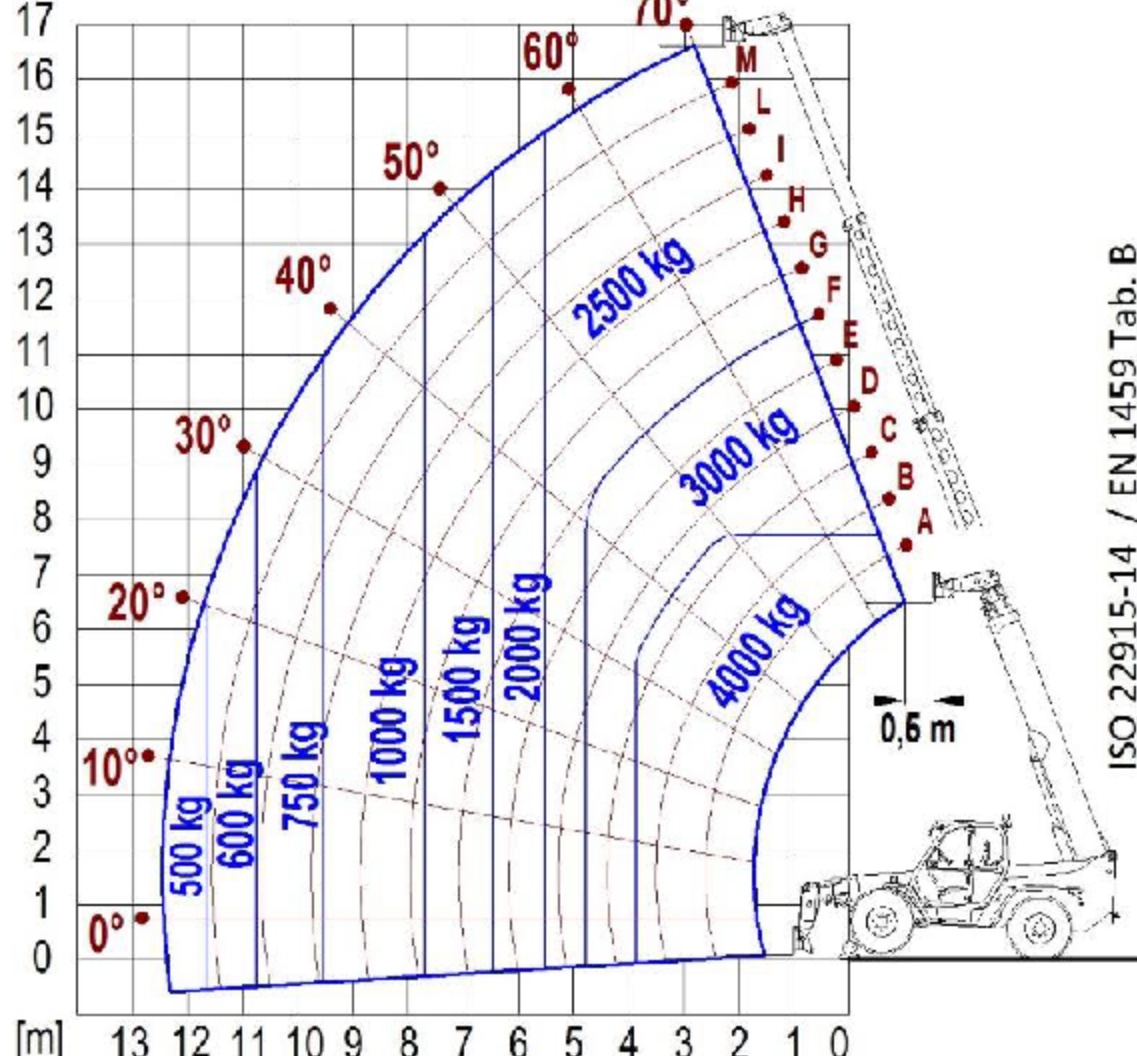 17
16
15
14
13
12
11
10
9
8
7
6
5
4
3
2
1
0
[m]
13 12 11 10 9 8 7 6 5 4 3 2 1 0
70°
60°
50°
40°
30°
20°
10°
0°
M
L
I
H
G
F
E
D
C
B
A
2500 kg
3000 kg
4000 kg
2000 kg
1500 kg
1000 kg
750 kg
600 kg
500 kg
0,6 m
ISO 22915-14 / EN 1459 Tab. B